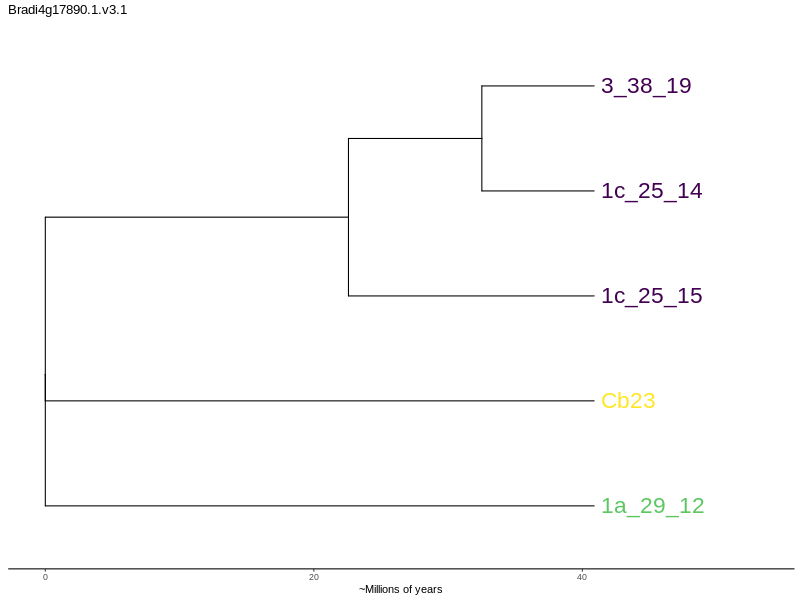 Bradi4g17890.1.v3.1
3_38_19
1c_25_14
1c_25_15
Cb23
1a_29_12
0 20 40
~Millions of years